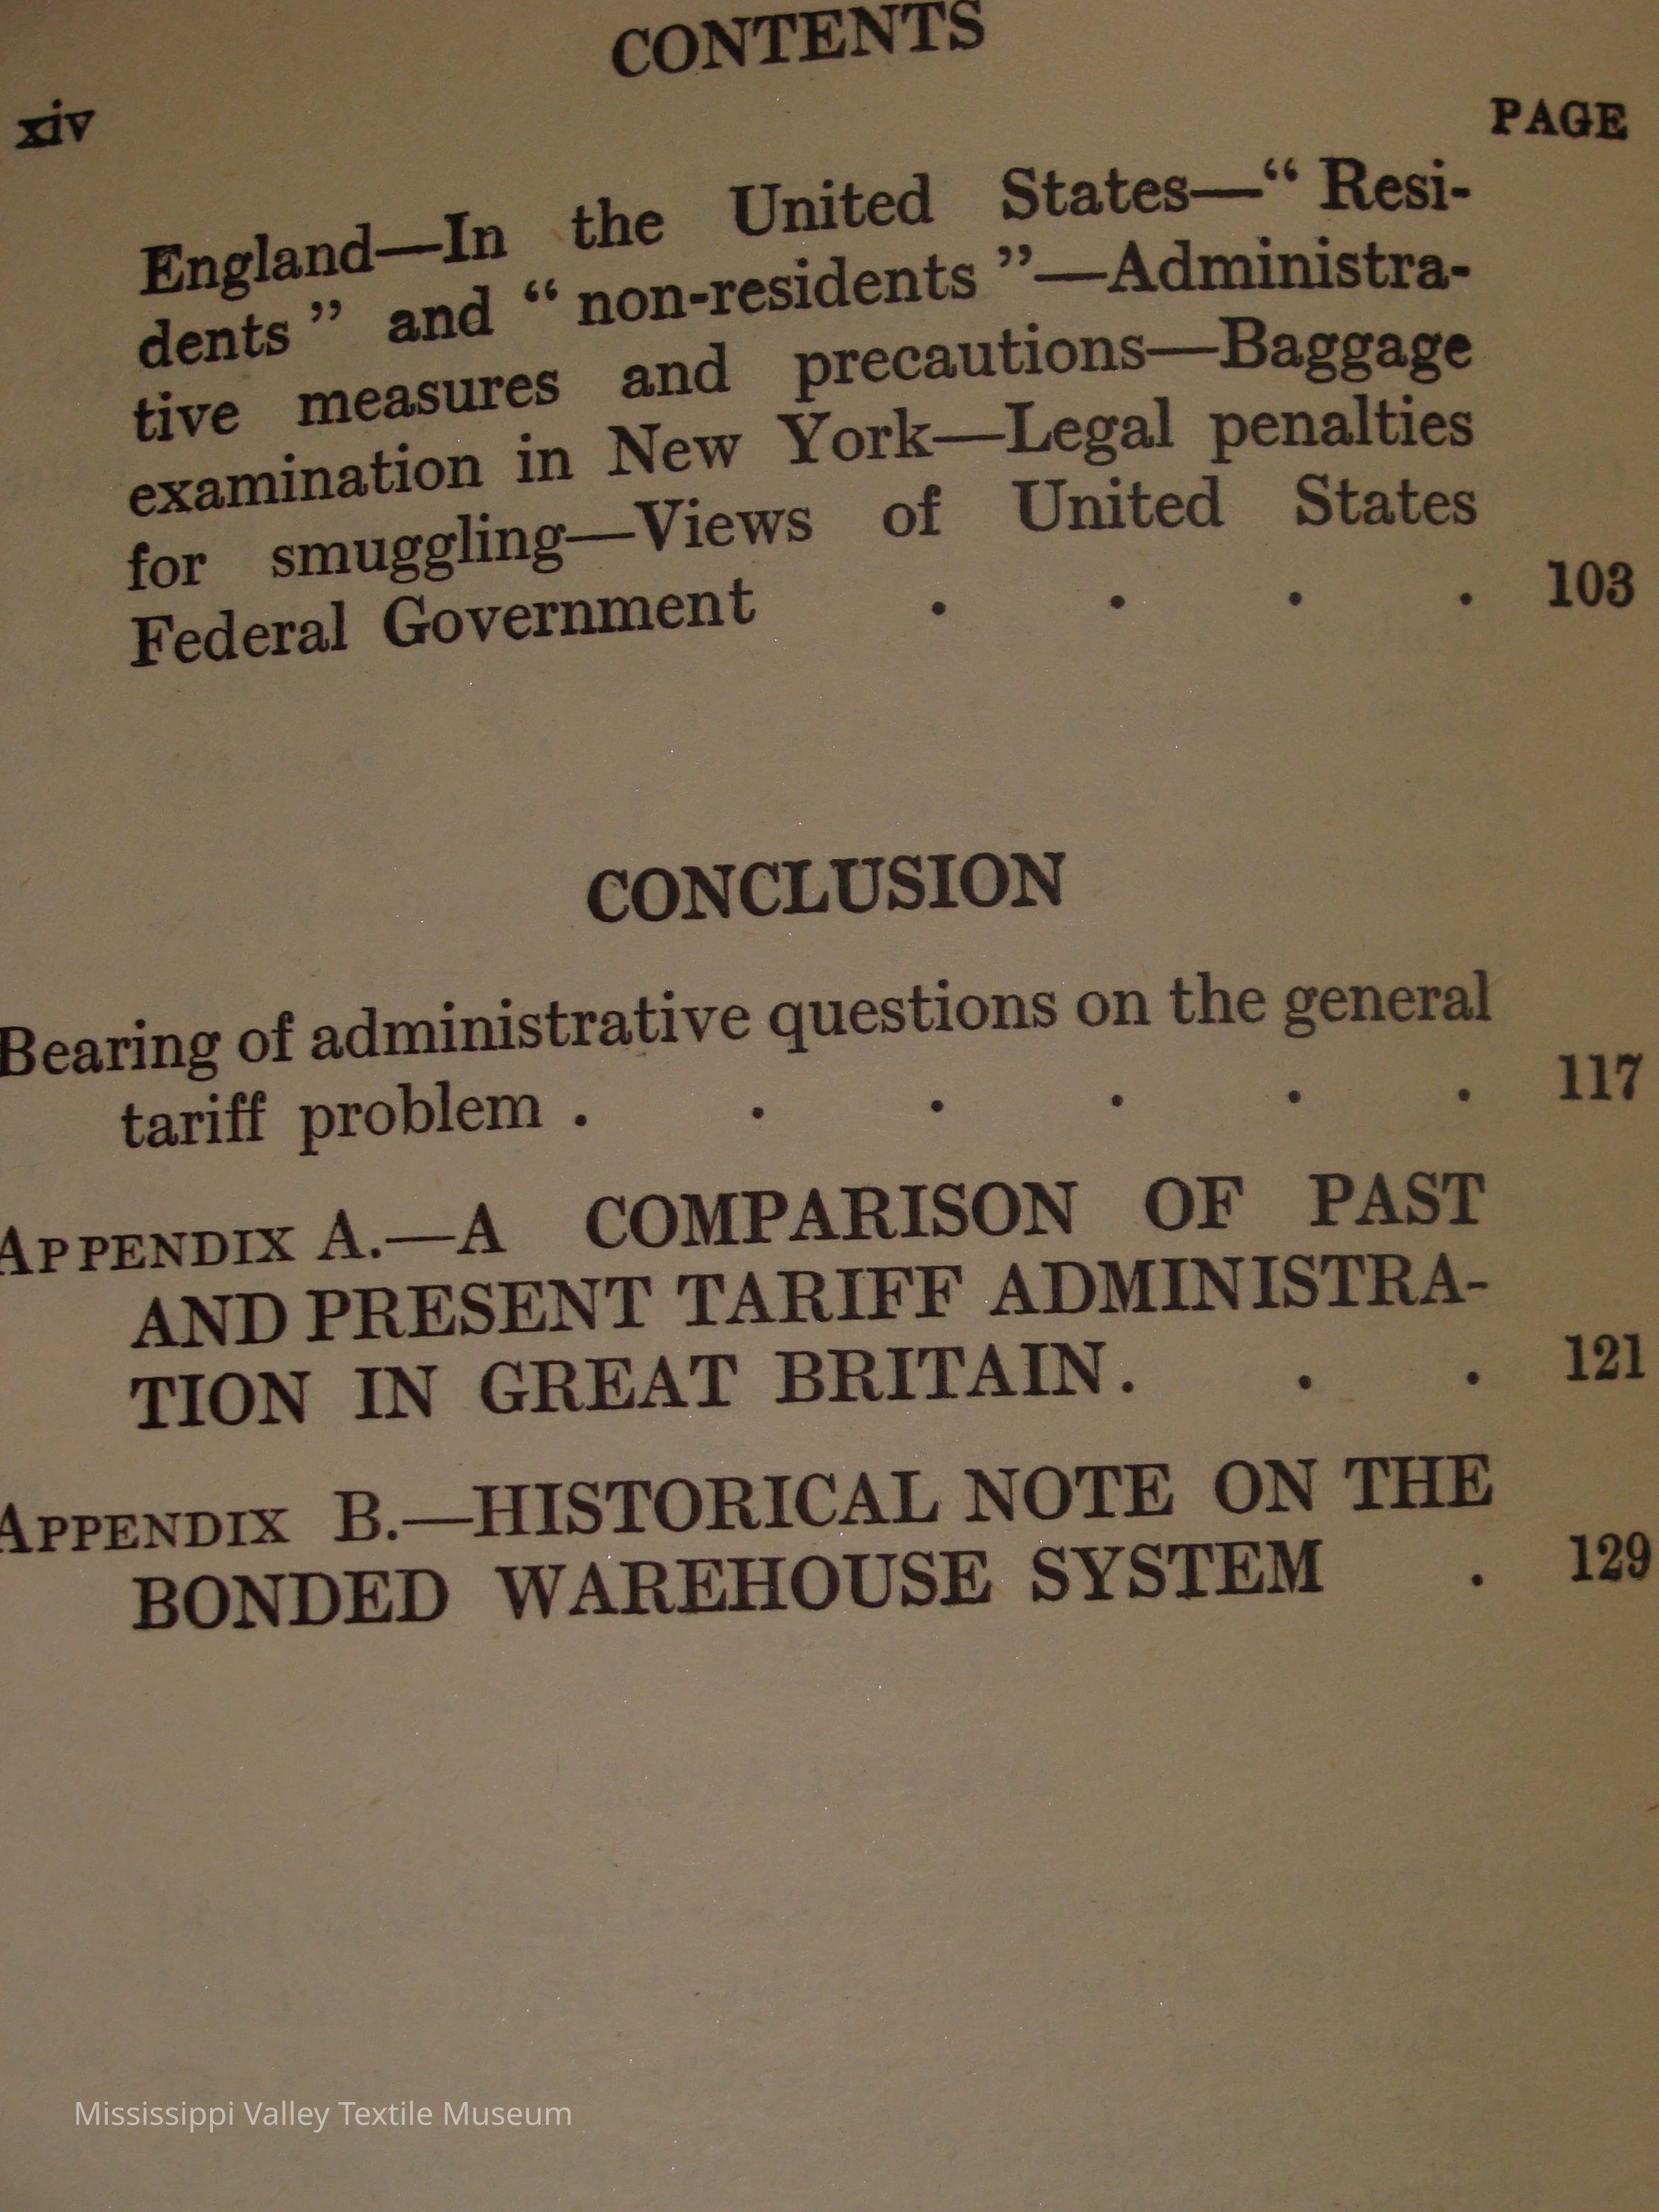 CONTENTS
xiv
PAGE
England—In the United States—“ Resi-
dents ” and “ non-residents ”—Administra-
tive measures and precautions—Baggage
examination in New York—Legal penalties
for smuggling—Views of United States
Federal Government . . . . 103
CONCLUSION
Bearing of administrative questions on the general
tariff problem . . . . . . 117
APPENDIX A.—A COMPARISON OF PAST
AND PRESENT TARIFF ADMINISTRA-
TION IN GREAT BRITAIN . . . 121
APPENDIX B.—HISTORICAL NOTE ON THE
BONDED WAREHOUSE SYSTEM . 129
Mississippi Valley Textile Museum